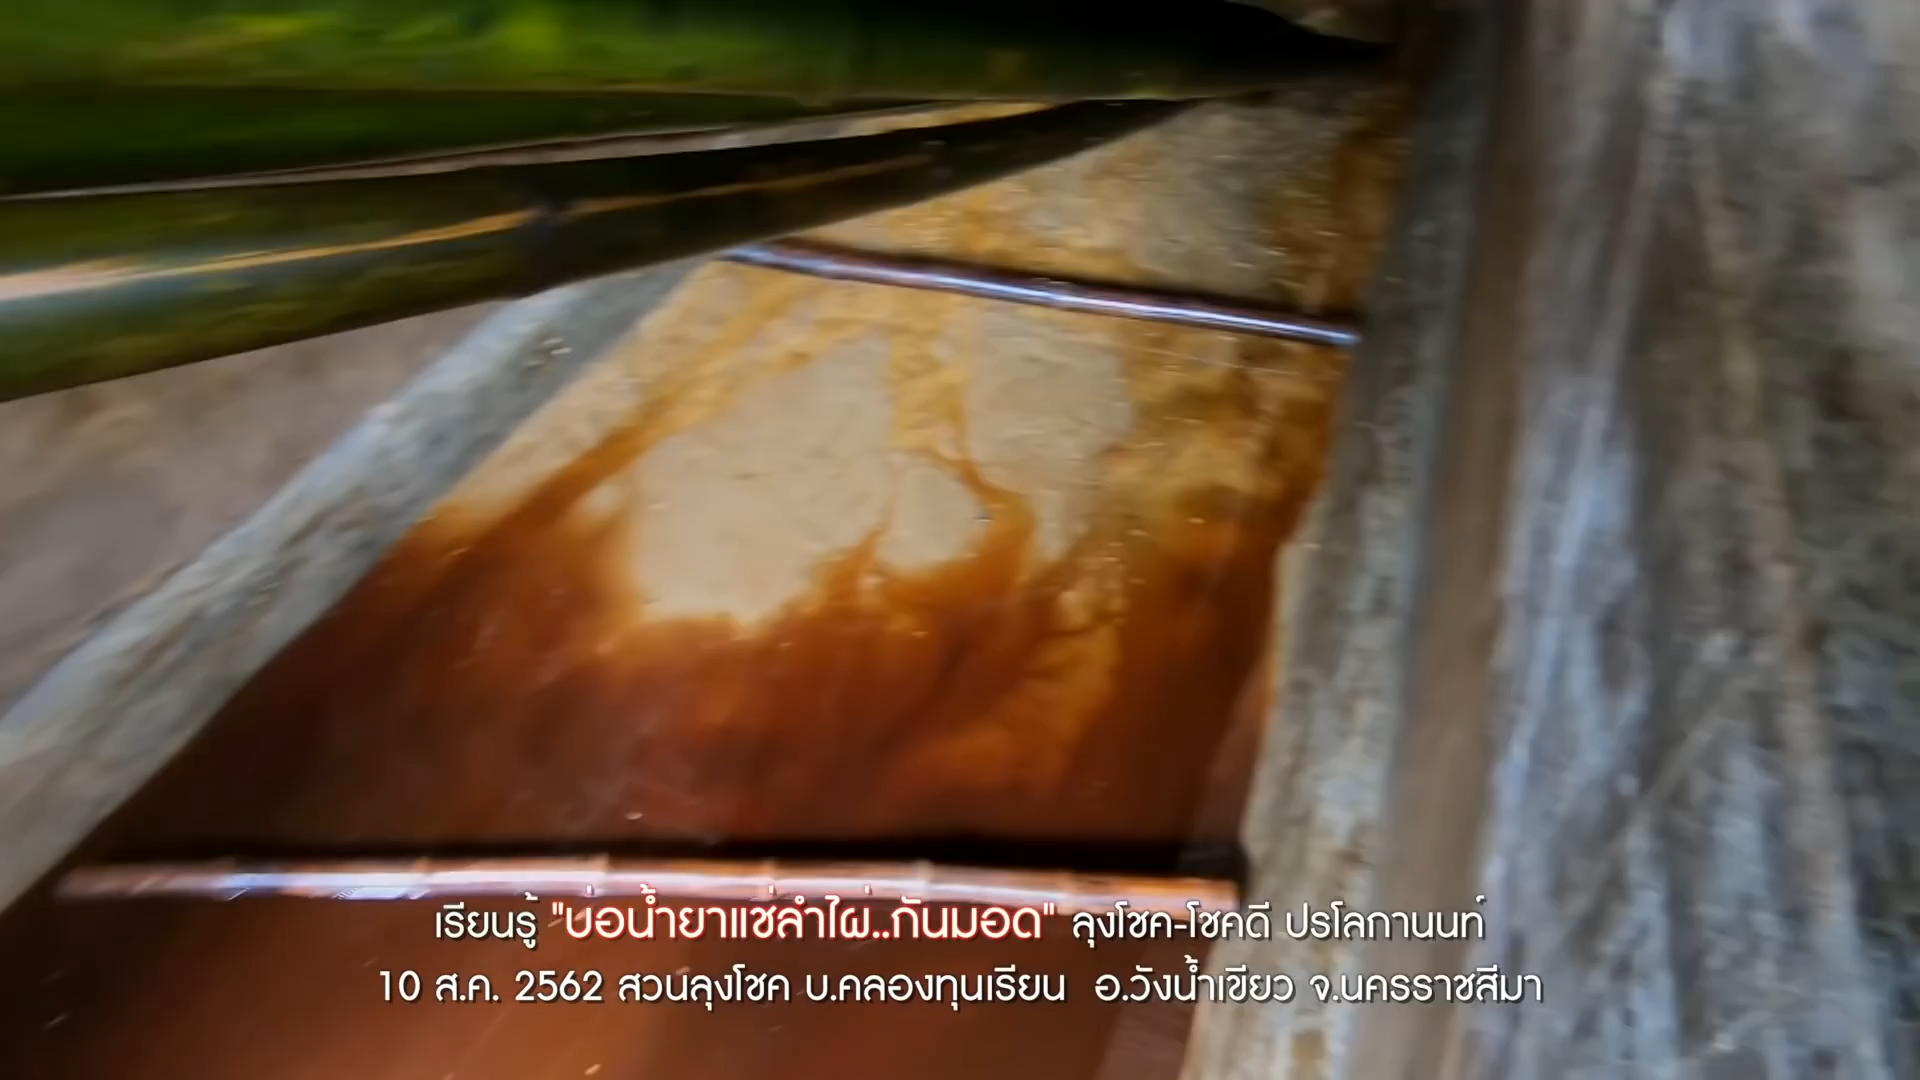 เรียนรู้ "บ่อน้ำยาแช่ลำไผ่..กันมอด" ลุงโชค-โชคดี ปรโลกานนท์
10 ส.ค. 2562 สวนลุงโชค บ.คลองทุนเรียน อ.วังน้ำเขียว จ.นครราชสีมา